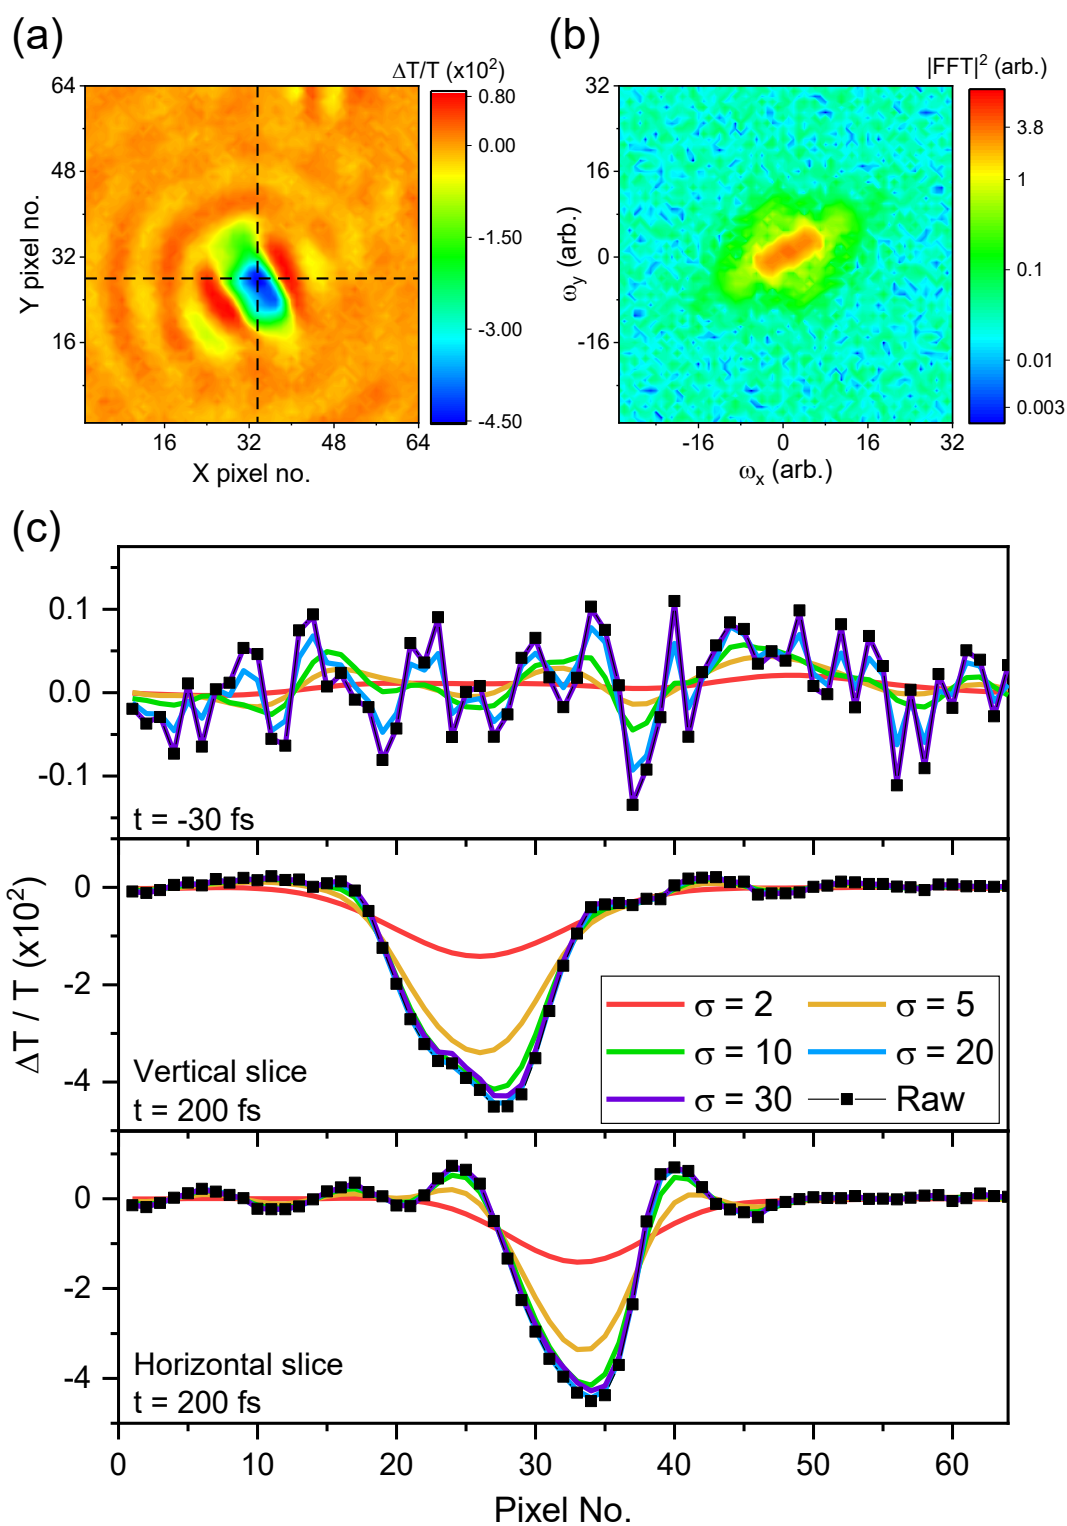 (a)
(b)
ΔT/T (x10²)
|FFT|² (arb.)
64
48
32
16
Y pixel no.
16
32
48
64
X pixel no.
0.80
0.00
-1.50
-3.00
-4.50
32
16
0
-16
ωy (arb.)
-16
0
16
32
ωx (arb.)
3.8
1
0.1
0.01
0.003
(c)
0.1
0.0
-0.1
t = -30 fs
0
-2
-4
ΔT / T (x10²)
Vertical slice
t = 200 fs
σ = 2
σ = 5
σ = 10
σ = 20
σ = 30
Raw
0
-2
-4
Horizontal slice
t = 200 fs
0
10
20
30
40
50
60
Pixel No.